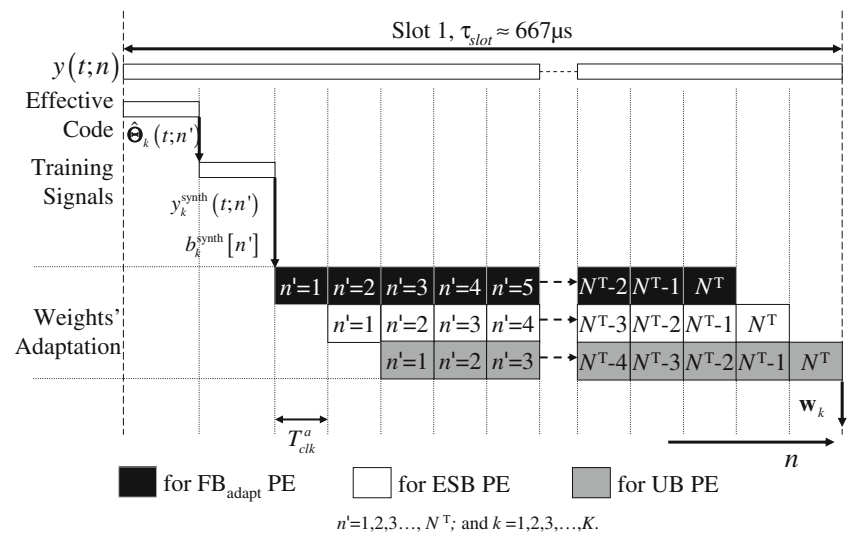 Slot 1, τ_slot ≈ 667µs
y(t;n)
Effective
Code
Θ̂_k(t;n')
Training
Signals
y_k^synth(t;n')
b_k^synth[n']
n'=1 n'=2 n'=3 n'=4 n'=5 N^T-2 N^T-1 N^T
Weights'
Adaptation
n'=1 n'=2 n'=3 n'=4 N^T-3 N^T-2 N^T-1 N^T
n'=1 n'=2 n'=3 N^T-4 N^T-3 N^T-2 N^T-1 N^T
w_k
T_clk^a
n
for FB_adapt PE for ESB PE for UB PE
n'=1,2,3…, N^T; and k =1,2,3,…,K.